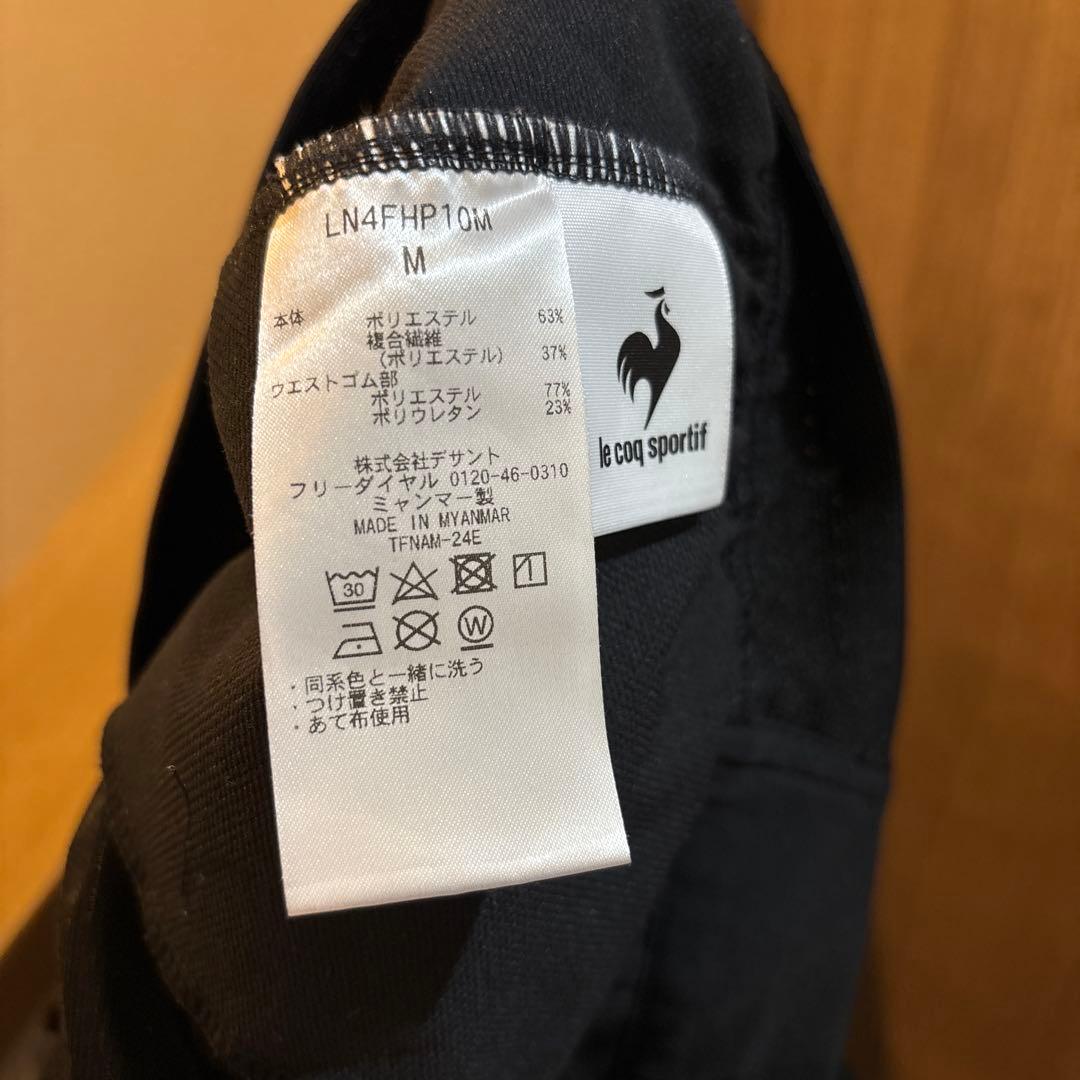 LN4FHP10M
M
本体 ポリエステル 63%
複合繊維
(ポリエステル) 37%
ウエストゴム部
ポリエステル 77%
ポリウレタン 23%
株式会社デサント
フリーダイヤル 0120-46-0310
ミャンマー製
MADE IN MYANMAR
TFNAM-24E
30
W
・同系色と一緒に洗う
・つけ置き禁止
・あて布使用
le coq sportif